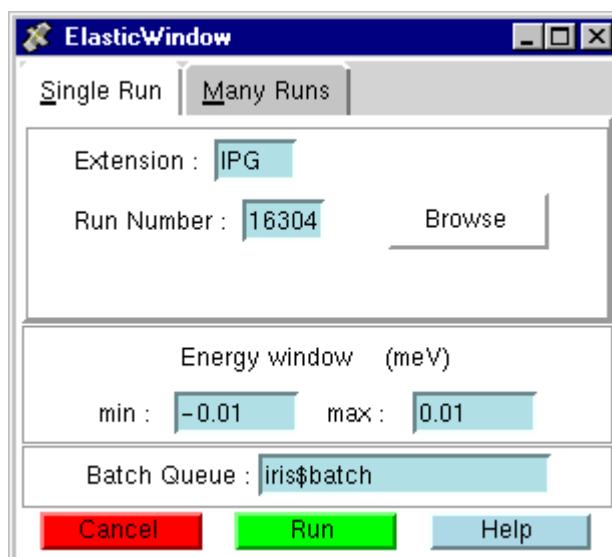 ElasticWindow
Single Run Many Runs
Extension : IPG
Run Number : 16304 Browse
Energy window (meV)
min : -0.01 max : 0.01
Batch Queue : iris$batch
Cancel Run Help